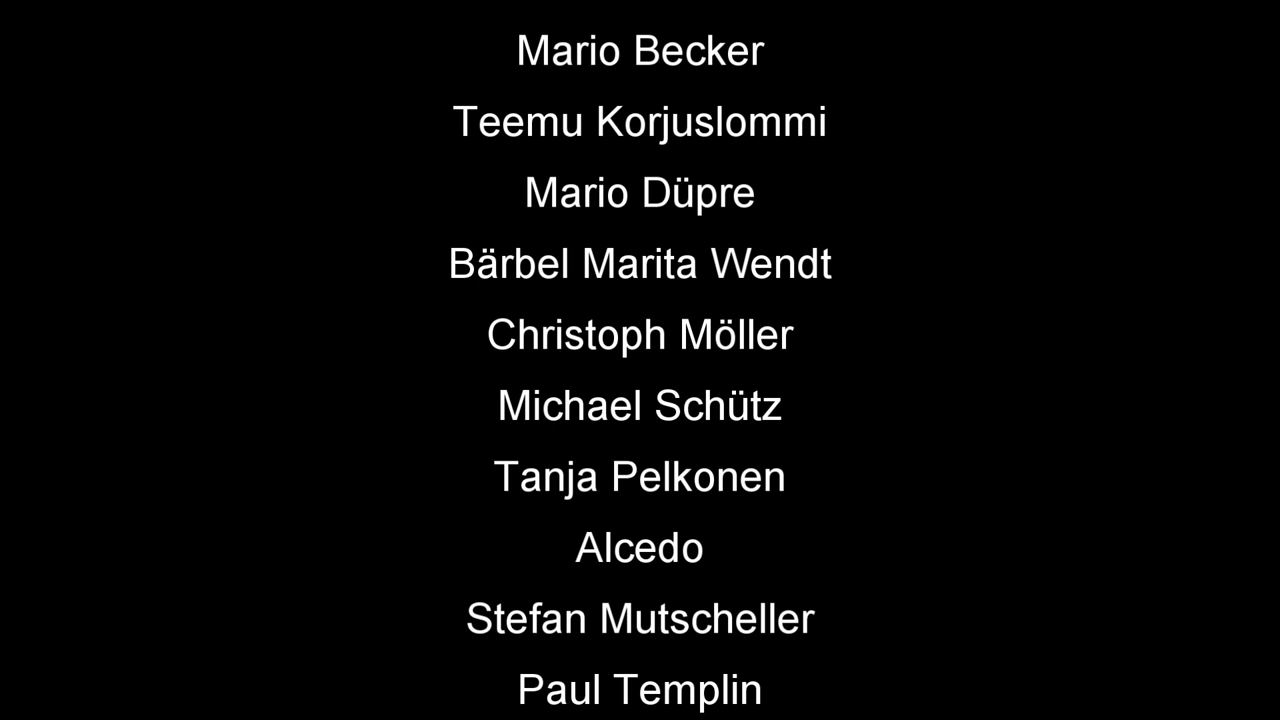 Mario Becker
Teemu Korjuslommi
Mario Düpre
Bärbel Marita Wendt
Christoph Möller
Michael Schütz
Tanja Pelkonen
Alcedo
Stefan Mutscheller
Paul Templin